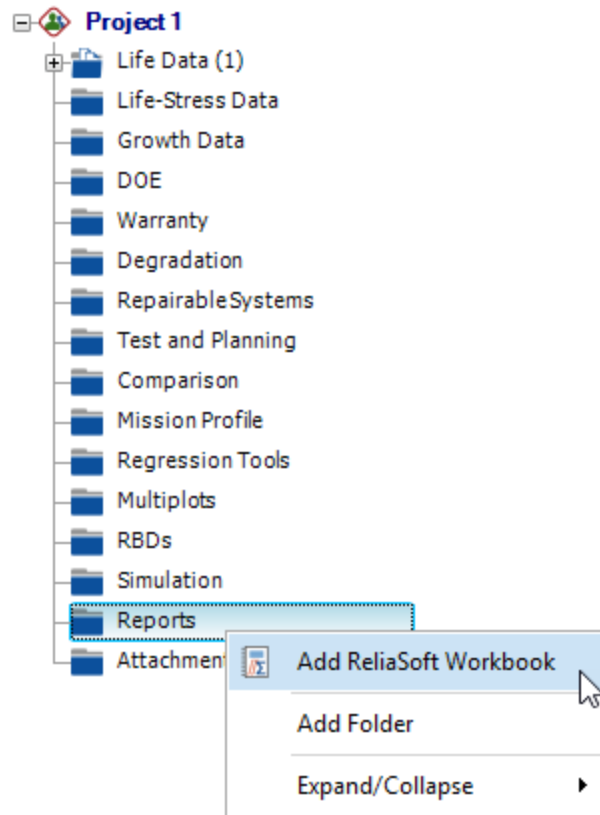 Project 1
Life Data (1)
Life-Stress Data
Growth Data
DOE
Warranty
Degradation
Repairable Systems
Test and Planning
Comparison
Mission Profile
Regression Tools
Multiplots
RBDs
Simulation
Reports
Attachmen
Add ReliaSoft Workbook
Add Folder
Expand/Collapse